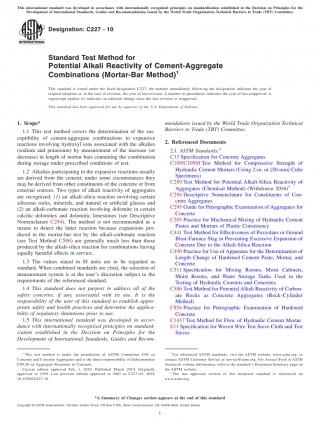 This international standard was developed in accordance with internationally recognized principles on standardization established in the Decision on Principles for the
Development of International Standards, Guides and Recommendations issued by the World Trade Organization Technical Barriers to Trade (TBT) Committee.
Designation: C227 − 10
Standard Test Method for
Potential Alkali Reactivity of Cement-Aggregate
Combinations (Mortar-Bar Method)1
This standard is issued under the fixed designation C227; the number immediately following the designation indicates the year of
original adoption or, in the case of revision, the year of last revision. A number in parentheses indicates the year of last reapproval. A
superscript epsilon (ε) indicates an editorial change since the last revision or reapproval.
This standard has been approved for use by agencies of the U.S. Department of Defense.
1. Scope*
1.1 This test method covers the determination of the sus-
ceptibility of cement-aggregate combinations to expansive
reactions involving hydroxyl ions associated with the alkalies
(sodium and potassium) by measurement of the increase (or
decrease) in length of mortar bars containing the combination
during storage under prescribed conditions of test.
1.2 Alkalies participating in the expansive reactions usually
are derived from the cement; under some circumstances they
may be derived from other constituents of the concrete or from
external sources. Two types of alkali reactivity of aggregates
are recognized: (1) an alkali-silica reaction involving certain
siliceous rocks, minerals, and natural or artificial glasses and
(2) an alkali-carbonate reaction involving dolomite in certain
calcitic dolomites and dolomitic limestones (see Descriptive
Nomenclature C294). The method is not recommended as a
means to detect the latter reaction because expansions pro-
duced in the mortar-bar test by the alkali-carbonate reaction
(see Test Method C586) are generally much less than those
produced by the alkali-silica reaction for combinations having
equally harmful effects in service.
1.3 The values stated in SI units are to be regarded as
standard. When combined standards are cited, the selection of
measurement system is at the user's discretion subject to the
requirements of the referenced standard.
1.4 This standard does not purport to address all of the
safety concerns, if any, associated with its use. It is the
responsibility of the user of this standard to establish appro-
priate safety and health practices and determine the applica-
bility of regulatory limitations prior to use.
1.5 This international standard was developed in accor-
dance with internationally recognized principles on standard-
ization established in the Decision on Principles for the
Development of International Standards, Guides and Recom-
mendations issued by the World Trade Organization Technical
Barriers to Trade (TBT) Committee.
2. Referenced Documents
2.1 ASTM Standards:2
C33 Specification for Concrete Aggregates
C109/C109M Test Method for Compressive Strength of
Hydraulic Cement Mortars (Using 2-in. or [50-mm] Cube
Specimens)
C289 Test Method for Potential Alkali-Silica Reactivity of
Aggregates (Chemical Method) (Withdrawn 2016)3
C294 Descriptive Nomenclature for Constituents of Con-
crete Aggregates
C295 Guide for Petrographic Examination of Aggregates for
Concrete
C305 Practice for Mechanical Mixing of Hydraulic Cement
Pastes and Mortars of Plastic Consistency
C441 Test Method for Effectiveness of Pozzolans or Ground
Blast-Furnace Slag in Preventing Excessive Expansion of
Concrete Due to the Alkali-Silica Reaction
C490 Practice for Use of Apparatus for the Determination of
Length Change of Hardened Cement Paste, Mortar, and
Concrete
C511 Specification for Mixing Rooms, Moist Cabinets,
Moist Rooms, and Water Storage Tanks Used in the
Testing of Hydraulic Cements and Concretes
C586 Test Method for Potential Alkali Reactivity of Carbon-
ate Rocks as Concrete Aggregates (Rock-Cylinder
Method)
C856 Practice for Petrographic Examination of Hardened
Concrete
C1437 Test Method for Flow of Hydraulic Cement Mortar
E11 Specification for Woven Wire Test Sieve Cloth and Test
Sieves
1 This test method is under the jurisdiction of ASTM Committee C09 on
Concrete and Concrete Aggregates and is the direct responsibility of Subcommittee
C09.50 on Aggregate Reactions in Concrete.
Current edition approved Feb. 1, 2010. Published March 2010. Originally
2 For referenced ASTM standards, visit the ASTM website, www.astm.org, or
contact ASTM Customer Service at service@astm.org. For Annual Book of ASTM
Standards volume information, refer to the standard's Document Summary page on
the ASTM website.
3 The last approved version of this historical standard is referenced on
www.astm.org.
*A Summary of Changes section appears at the end of this standard
Copyright © ASTM International, 100 Barr Harbor Drive, PO Box C700, West Conshohocken, PA 19428-2959. United States
1